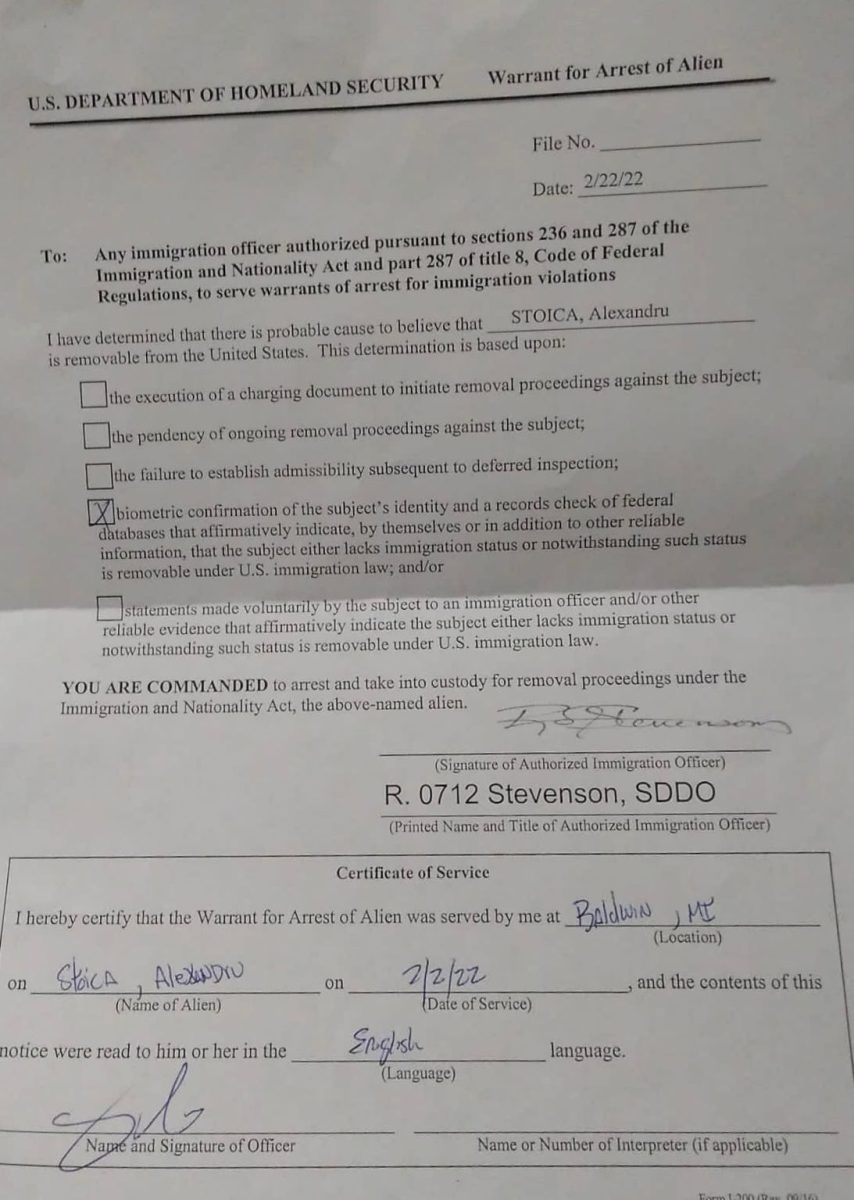 U.S. DEPARTMENT OF HOMELAND SECURITY Warrant for Arrest of Alien
File No.
Date: 2/22/22
To: Any immigration officer authorized pursuant to sections 236 and 287 of the
Immigration and Nationality Act and part 287 of title 8, Code of Federal
Regulations, to serve warrants of arrest for immigration violations
I have determined that there is probable cause to believe that STOICA, Alexandru
is removable from the United States. This determination is based upon:
the execution of a charging document to initiate removal proceedings against the subject;
the pendency of ongoing removal proceedings against the subject;
the failure to establish admissibility subsequent to deferred inspection;
X biometric confirmation of the subject's identity and a records check of federal
databases that affirmatively indicate, by themselves or in addition to other reliable
information, that the subject either lacks immigration status or notwithstanding such status
is removable under U.S. immigration law; and/or
statements made voluntarily by the subject to an immigration officer and/or other
reliable evidence that affirmatively indicate the subject either lacks immigration status or
notwithstanding such status is removable under U.S. immigration law.
YOU ARE COMMANDED to arrest and take into custody for removal proceedings under the
Immigration and Nationality Act, the above-named alien.
(Signature of Authorized Immigration Officer)
R. 0712 Stevenson, SDDO
(Printed Name and Title of Authorized Immigration Officer)
Certificate of Service
I hereby certify that the Warrant for Arrest of Alien was served by me at Baldwin, MI
(Location)
on Stoica, Alexandru on 2/2/22, and the contents of this
(Name of Alien) (Date of Service)
notice were read to him or her in the English language.
(Language)
Name and Signature of Officer Name or Number of Interpreter (if applicable)
Form I-200 (Rev. 09/16)